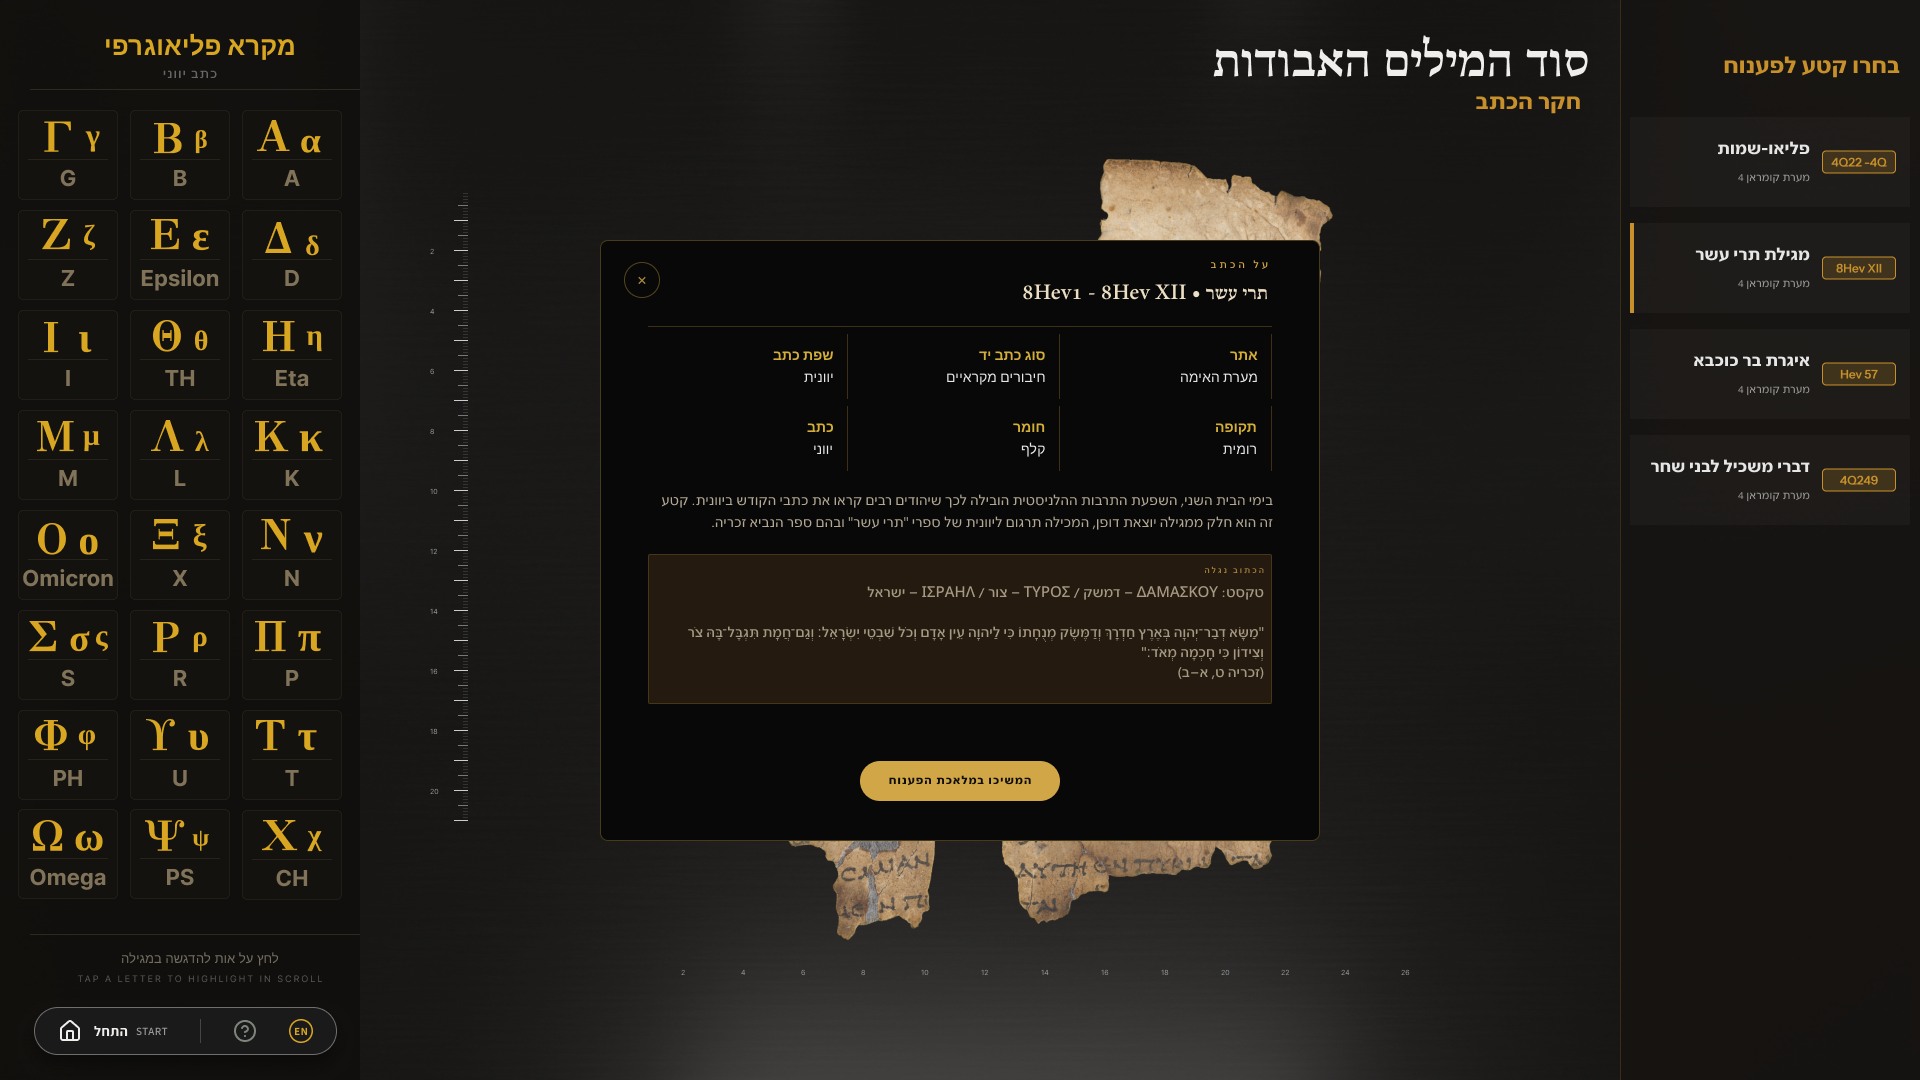 סוד המילים האבודות
חקר הכתב
בחרו קטע לפענוח
פליאו-שמות
מערת קומראן 4
4Q22 -4Q
מגילת תרי עשר
מערת קומראן 4
8Hev XII
איגרת בר כוכבא
מערת קומראן 4
Hev 57
דברי משכיל לבני שחר
מערת קומראן 4
4Q249
על הכתב
תרי עשר • 8Hev1 - 8Hev XII
×
אתר
מערת האימה
סוג כתב יד
חיבורים מקראיים
שפת כתב
יוונית
תקופה
רומית
חומר
קלף
כתב
יווני
בימי הבית השני, השפעת התרבות ההלניסטית הובילה לכך שיהודים רבים קראו את כתבי הקודש ביוונית. קטע
זה הוא חלק ממגילה יוצאת דופן, המכילה תרגום ליוונית של ספרי "תרי עשר" ובהם ספר הנביא זכריה.
הכתוב נגלה
טקסט: ΔΑΜΑΣΚΟΥ – דמשק / ΤΥΡΟΣ – צור / ΙΣΡΑΗΛ – ישראל
"מַשָּׂא דְבַר־יְהוָה בְּאֶרֶץ חַדְרָךְ וְדַמֶּשֶׂק מְנֻחָתוֹ כִּי לַיהוָה עֵין אָדָם וְכֹל שִׁבְטֵי יִשְׂרָאֵל: וְגַם־חֲמָת תִּגְבׇּל־בָּהּ צֹר
וְצִידוֹן כִּי חָכְמָה מְאֹד:"
(זכריה ט, א–ב)
המשיכו במלאכת הפענוח
מקרא פליאוגרפי
כתב יווני
Α α
A
Β β
B
Γ γ
G
Δ δ
D
Ε ε
Epsilon
Ζ ζ
Z
Η η
Eta
Θ θ
TH
Ι ι
I
Κ κ
K
Λ λ
L
Μ μ
M
Ν ν
N
Ξ ξ
X
Ο ο
Omicron
Π π
P
Ρ ρ
R
Σ σ ς
S
Τ τ
T
ϒ υ
U
Φ φ
PH
Χ χ
CH
Ψ ψ
PS
Ω ω
Omega
לחץ על אות להדגשה במגילה
TAP A LETTER TO HIGHLIGHT IN SCROLL
התחל START
?
EN
2
4
6
8
10
12
14
16
18
20
2 4 6 8 10 12 14 16 18 20 22 24 26